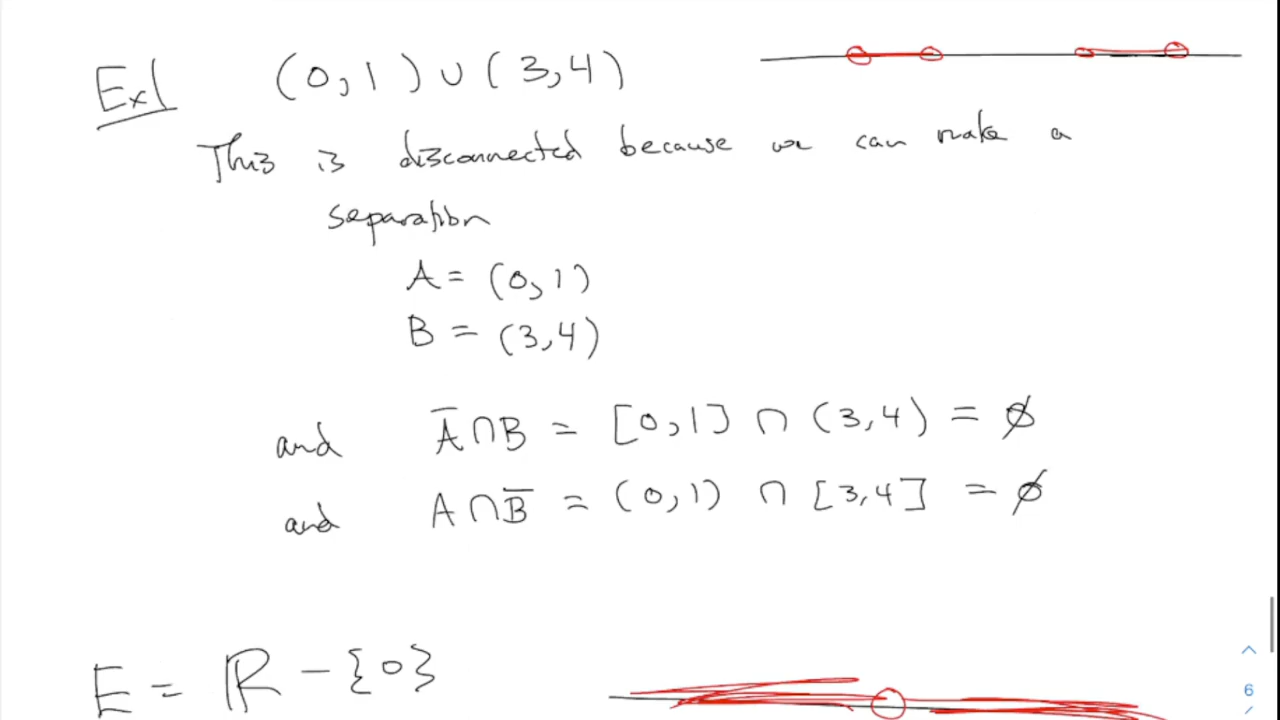 Ex1 (0,1) ∪ (3,4)
This is disconnected because we can make a
separation
A = (0,1)
B = (3,4)
and A̅∩B = [0,1] ∩ (3,4) = ∅
and A∩B̅ = (0,1) ∩ [3,4] = ∅
E = ℝ - {0}
6